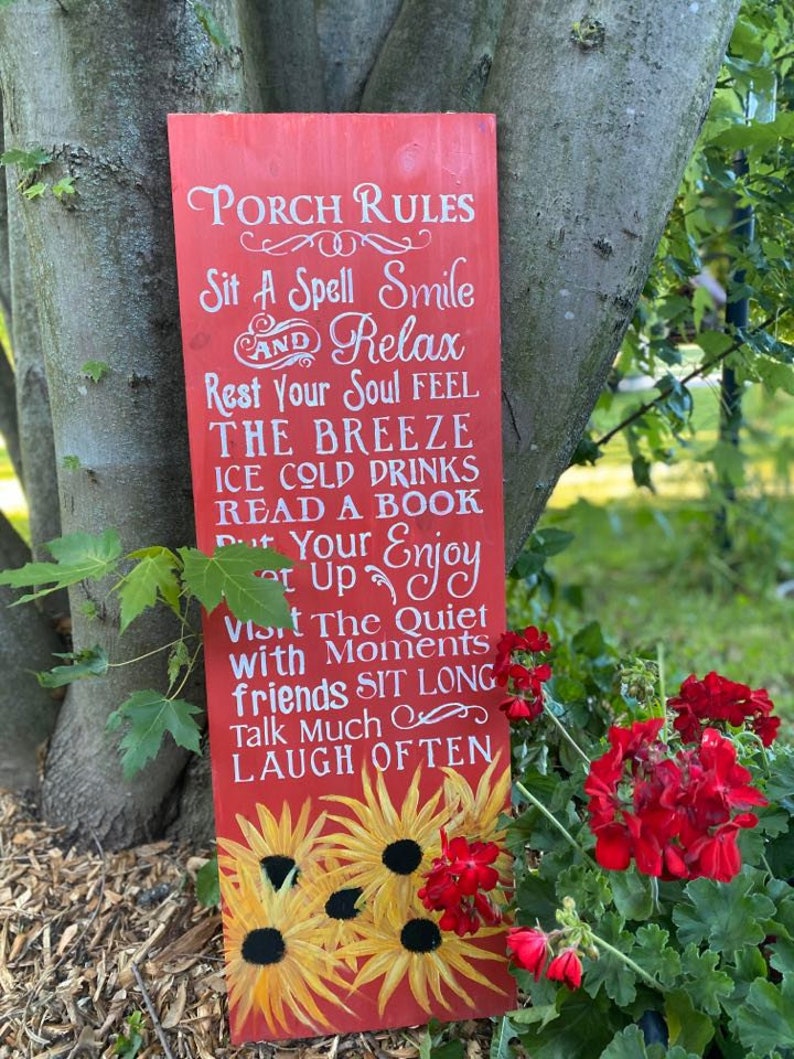 PORCH RULES
Sit A Spell Smile
AND Relax
Rest Your Soul FEEL
THE BREEZE
ICE COLD DRINKS
READ A BOOK
Put Your Enjoy
Up
Visit The Quiet
with Moments
friends SIT LONG
Talk Much
LAUGH OFTEN